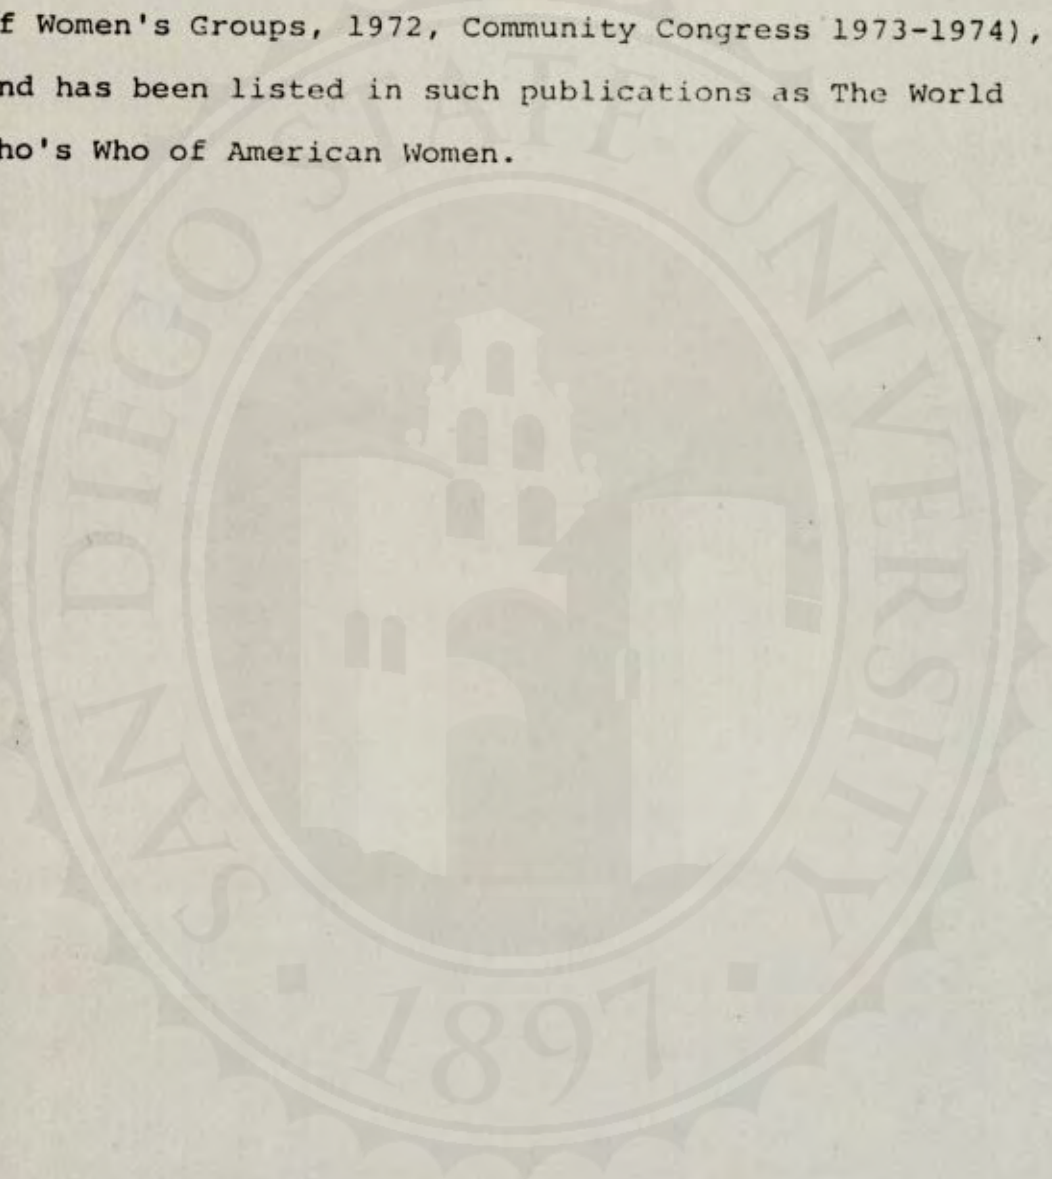 f Women's Groups, 1972, Community Congress 1973-1974),
nd has been listed in such publications as The World
ho's Who of American Women.
SAN DIEGO STATE UNIVERSITY
1897